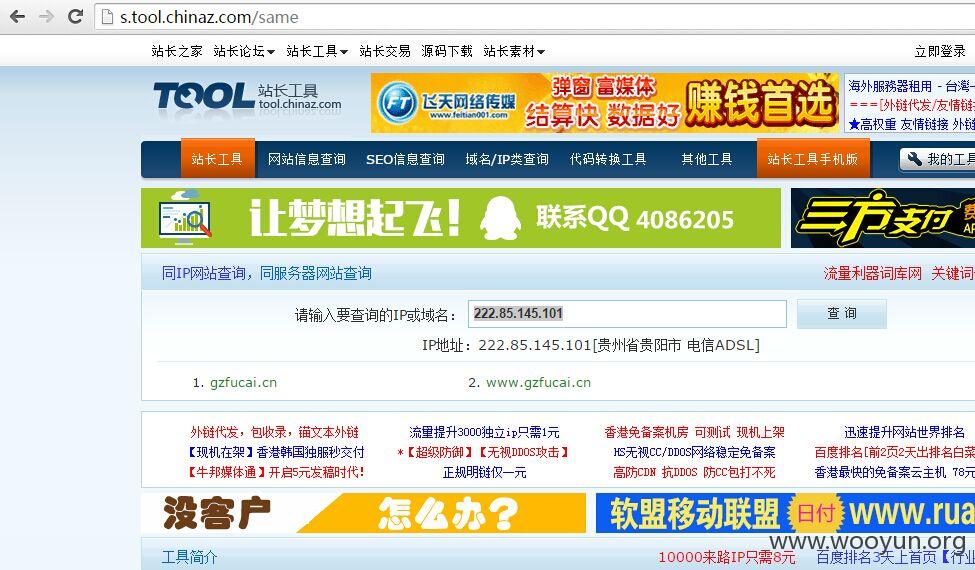 s.tool.chinaz.com/same
站长之家 站长论坛 站长工具 站长交易 源码下载 站长素材 立即登录
TOOL 站长工具 tool.chinaz.com
飞天网络传媒 www.feitian001.com 弹窗 富媒体 结算快 数据好 赚钱首选
海外服務器租用 - 台灣
===[外链代发/友情链
★高权重 友情链接 外链
站长工具 网站信息查询 SEO信息查询 域名/IP类查询 代码转换工具 其他工具 站长工具手机版 我的工具
让梦想起飞! 联系QQ 4086205 三方支付
同IP网站查询，同服务器网站查询 流量利器词库网 关键词
请输入要查询的IP或域名： 222.85.145.101 查 询
IP地址：222.85.145.101[贵州省贵阳市 电信ADSL]
1. gzfucai.cn 2. www.gzfucai.cn
外链代发，包收录，锚文本外链 流量提升3000独立ip只需1元 香港免备案机房 可测试 现机上架 迅速提升网站世界排名
【现机在架】香港韩国独服秒交付 *【超级防御】【无视DDOS攻击】 HS无视CC/DDOS网络稳定免备案 百度排名[前2页2天出排名白菜
【牛邦媒体通】开启5元发稿时代! 正规明链仅一元 高防CDN 抗DDOS 防CC包打不死 香港最快的免备案云主机 78元
没客户 怎么办? 软盟移动联盟 日付 www.rua
www.wooyun.org
工具简介 10000来路IP只需8元 百度排名3天上首页【行业